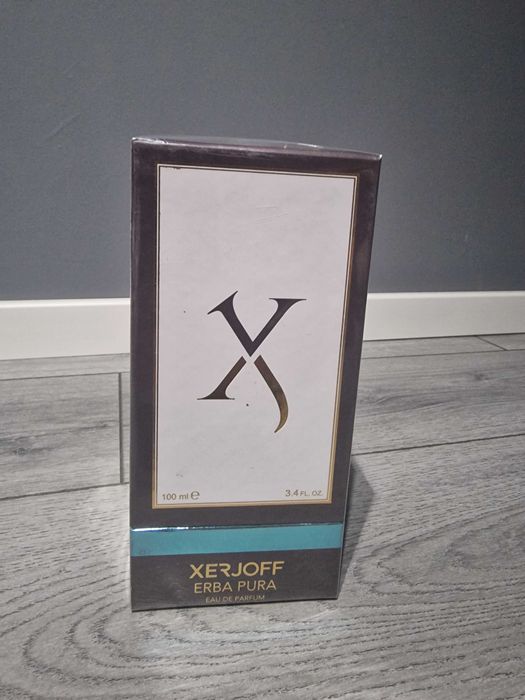 X
100 ml e 3.4 FL. OZ.
XERJOFF
ERBA PURA
EAU DE PARFUM